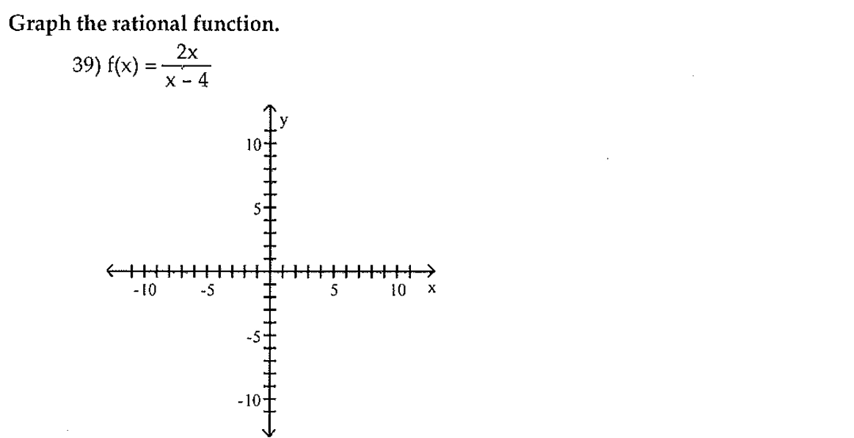 Graph the rational function.
39) f(x) = 2x
x - 4
y
10
5
-10 -5 5 10 x
-5
-10